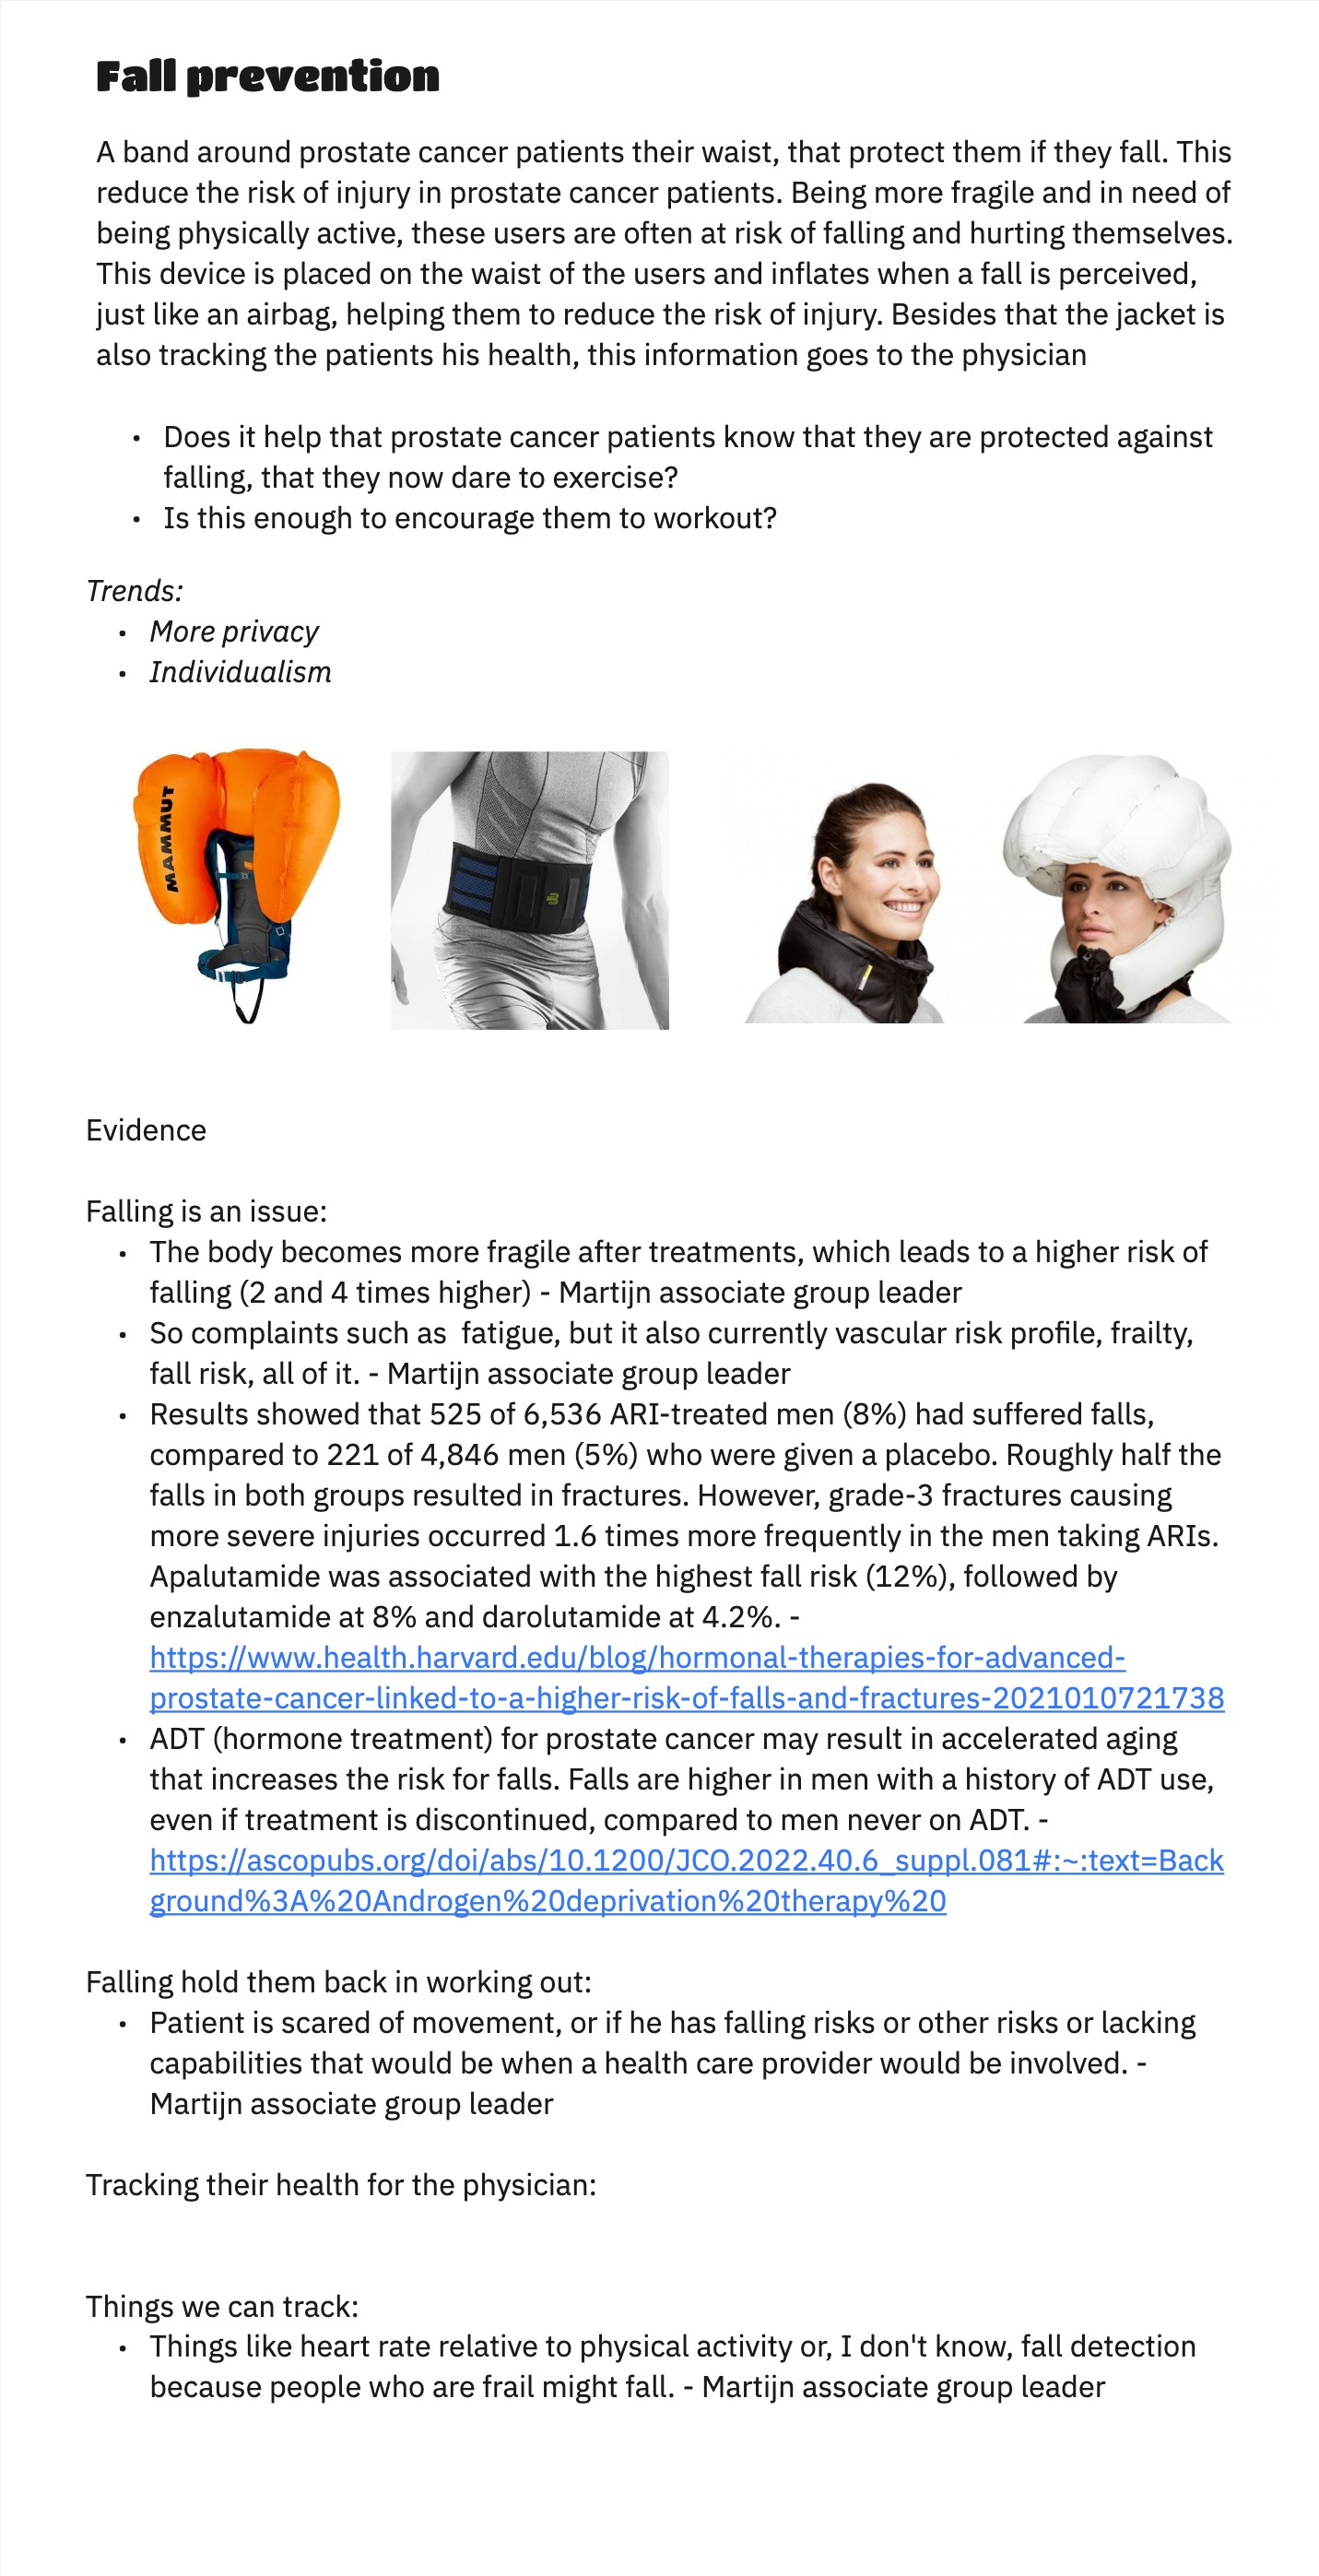 Fall prevention
A band around prostate cancer patients their waist, that protect them if they fall. This
reduce the risk of injury in prostate cancer patients. Being more fragile and in need of
being physically active, these users are often at risk of falling and hurting themselves.
This device is placed on the waist of the users and inflates when a fall is perceived,
just like an airbag, helping them to reduce the risk of injury. Besides that the jacket is
also tracking the patients his health, this information goes to the physician
• Does it help that prostate cancer patients know that they are protected against
falling, that they now dare to exercise?
• Is this enough to encourage them to workout?
Trends:
• More privacy
• Individualism
MAMMUT
Evidence
Falling is an issue:
• The body becomes more fragile after treatments, which leads to a higher risk of
falling (2 and 4 times higher) - Martijn associate group leader
• So complaints such as  fatigue, but it also currently vascular risk profile, frailty,
fall risk, all of it. - Martijn associate group leader
• Results showed that 525 of 6,536 ARI-treated men (8%) had suffered falls,
compared to 221 of 4,846 men (5%) who were given a placebo. Roughly half the
falls in both groups resulted in fractures. However, grade-3 fractures causing
more severe injuries occurred 1.6 times more frequently in the men taking ARIs.
Apalutamide was associated with the highest fall risk (12%), followed by
enzalutamide at 8% and darolutamide at 4.2%. -
https://www.health.harvard.edu/blog/hormonal-therapies-for-advanced-
prostate-cancer-linked-to-a-higher-risk-of-falls-and-fractures-2021010721738
• ADT (hormone treatment) for prostate cancer may result in accelerated aging
that increases the risk for falls. Falls are higher in men with a history of ADT use,
even if treatment is discontinued, compared to men never on ADT. -
https://ascopubs.org/doi/abs/10.1200/JCO.2022.40.6_suppl.081#:~:text=Back
ground%3A%20Androgen%20deprivation%20therapy%20
Falling hold them back in working out:
• Patient is scared of movement, or if he has falling risks or other risks or lacking
capabilities that would be when a health care provider would be involved. -
Martijn associate group leader
Tracking their health for the physician:
Things we can track:
• Things like heart rate relative to physical activity or, I don't know, fall detection
because people who are frail might fall. - Martijn associate group leader